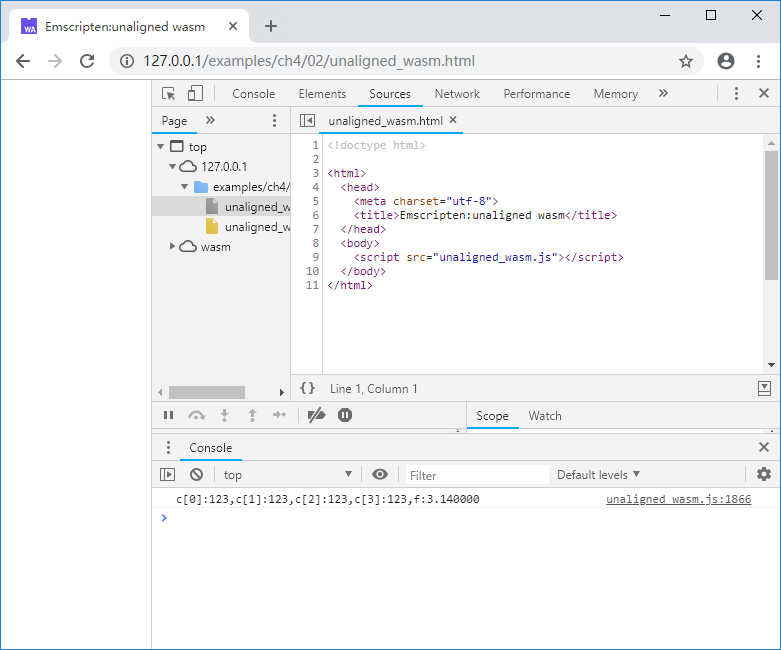 WA Emscripten:unaligned wasm
127.0.0.1/examples/ch4/02/unaligned_wasm.html
Console Elements Sources Network Performance Memory »
Page »
unaligned_wasm.html
top
127.0.0.1
examples/ch4/
unaligned_w
unaligned_w
wasm
1 <!doctype html>
2
3 <html>
4 <head>
5 <meta charset="utf-8">
6 <title>Emscripten:unaligned wasm</title>
7 </head>
8 <body>
9 <script src="unaligned_wasm.js"></script>
10 </body>
11 </html>
{} Line 1, Column 1
Scope Watch
Console
top Filter Default levels
c[0]:123,c[1]:123,c[2]:123,c[3]:123,f:3.140000 unaligned_wasm.js:1866